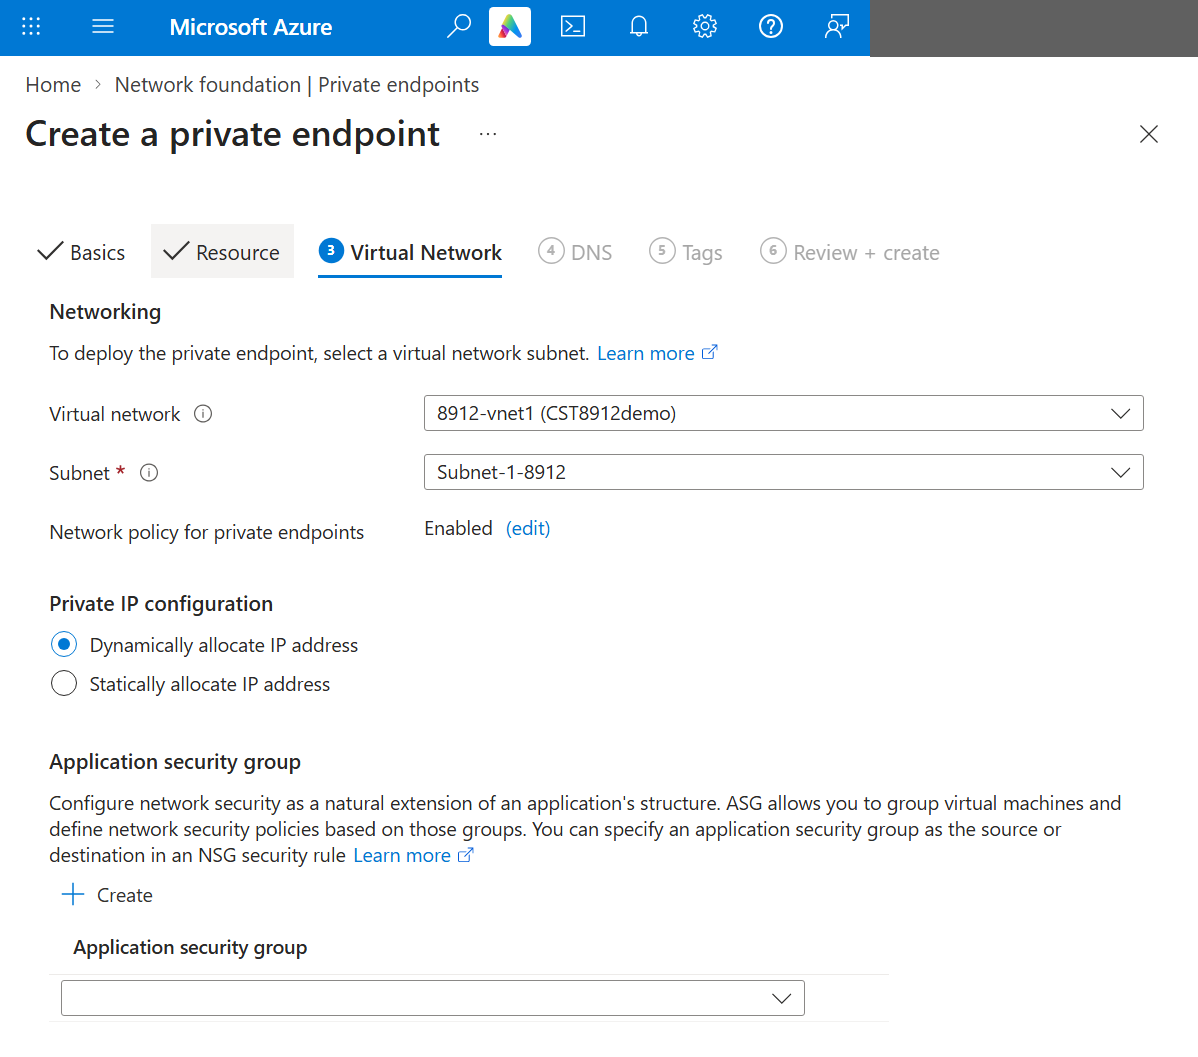 Microsoft Azure
Home > Network foundation | Private endpoints
Create a private endpoint ...
Basics Resource 3 Virtual Network 4 DNS 5 Tags 6 Review + create
Networking
To deploy the private endpoint, select a virtual network subnet. Learn more
Virtual network 8912-vnet1 (CST8912demo)
Subnet * Subnet-1-8912
Network policy for private endpoints Enabled (edit)
Private IP configuration
Dynamically allocate IP address
Statically allocate IP address
Application security group
Configure network security as a natural extension of an application's structure. ASG allows you to group virtual machines and
define network security policies based on those groups. You can specify an application security group as the source or
destination in an NSG security rule Learn more
+ Create
Application security group